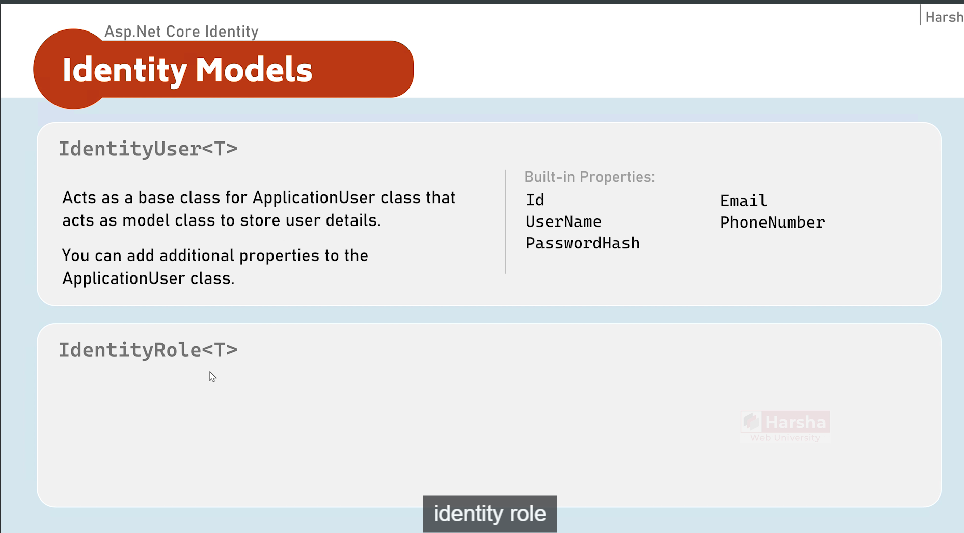 Harsh
Asp.Net Core Identity
Identity Models
IdentityUser<T>
Acts as a base class for ApplicationUser class that
acts as model class to store user details.
You can add additional properties to the
ApplicationUser class.
Built-in Properties:
Id
UserName
PasswordHash
Email
PhoneNumber
IdentityRole<T>
Harsha
Web University
identity role